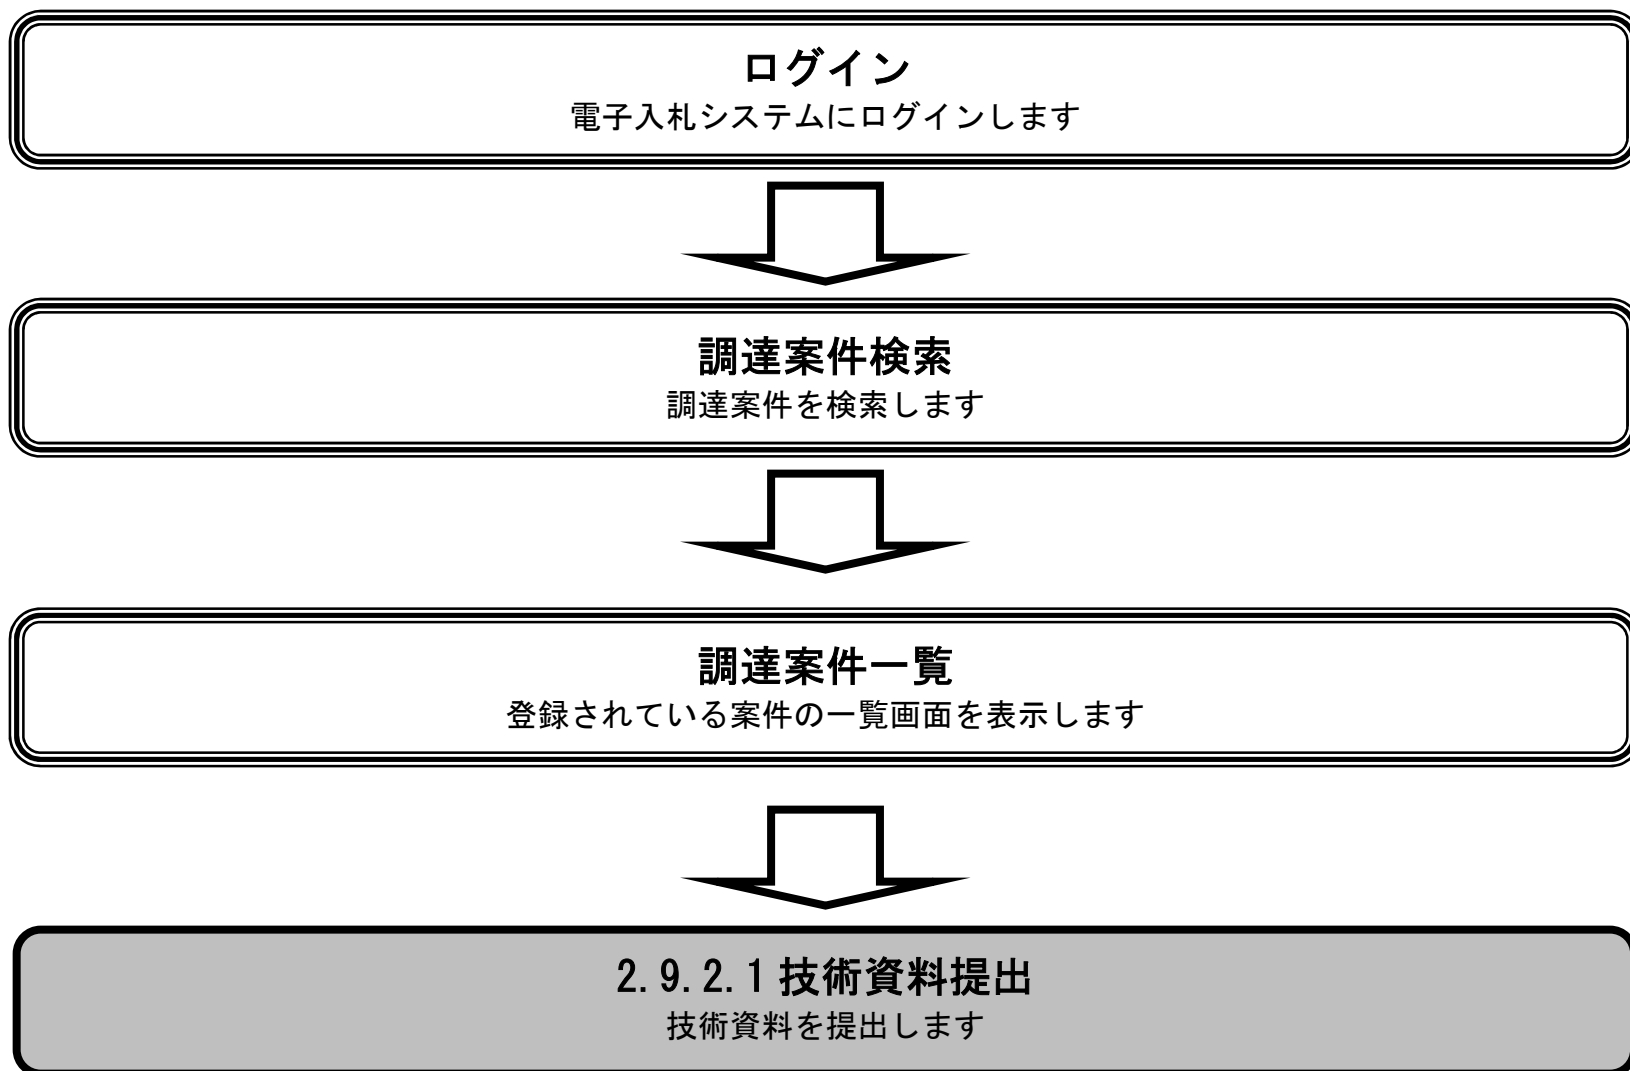 ログイン
電子入札システムにログインします
調達案件検索
調達案件を検索します
調達案件一覧
登録されている案件の一覧画面を表示します
2.9.2.1 技術資料提出
技術資料を提出します